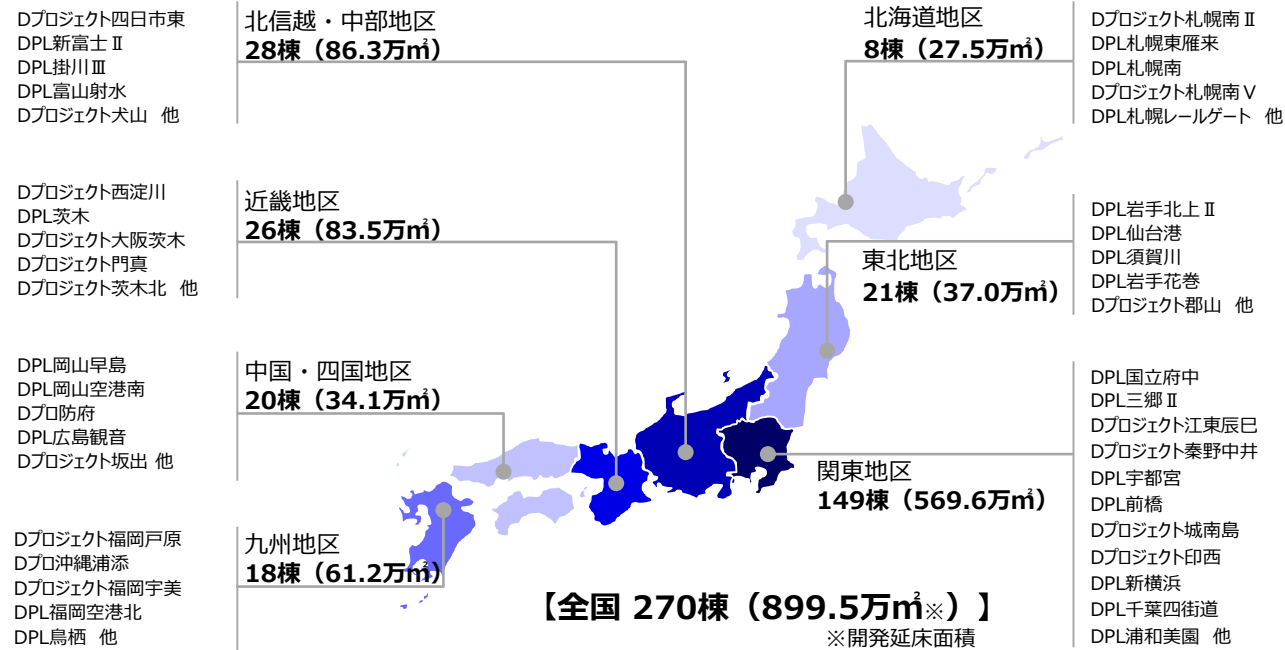 Dプロジェクト四日市東
DPL新富士Ⅱ
DPL掛川Ⅲ
DPL富山射水
Dプロジェクト犬山 他
北信越・中部地区
28棟（86.3万㎡）
北海道地区
8棟（27.5万㎡）
Dプロジェクト札幌南Ⅱ
DPL札幌東雁来
DPL札幌南
Dプロジェクト札幌南Ⅴ
DPL札幌レールゲート 他
Dプロジェクト西淀川
DPL茨木
Dプロジェクト大阪茨木
Dプロジェクト門真
Dプロジェクト茨木北 他
近畿地区
26棟（83.5万㎡）
東北地区
21棟（37.0万㎡）
DPL岩手北上Ⅱ
DPL仙台港
DPL須賀川
DPL岩手花巻
Dプロジェクト郡山 他
DPL岡山早島
DPL岡山空港南
Dプロ防府
DPL広島観音
Dプロジェクト坂出 他
中国・四国地区
20棟（34.1万㎡）
関東地区
149棟（569.6万㎡）
DPL国立府中
DPL三郷Ⅱ
Dプロジェクト江東辰巳
Dプロジェクト秦野中井
DPL宇都宮
DPL前橋
Dプロジェクト城南島
Dプロジェクト印西
DPL新横浜
DPL千葉四街道
DPL浦和美園 他
Dプロジェクト福岡戸原
Dプロ沖縄浦添
Dプロジェクト福岡宇美
DPL福岡空港北
DPL鳥栖 他
九州地区
18棟（61.2万㎡）
【全国 270棟（899.5万㎡※）】
※開発延床面積